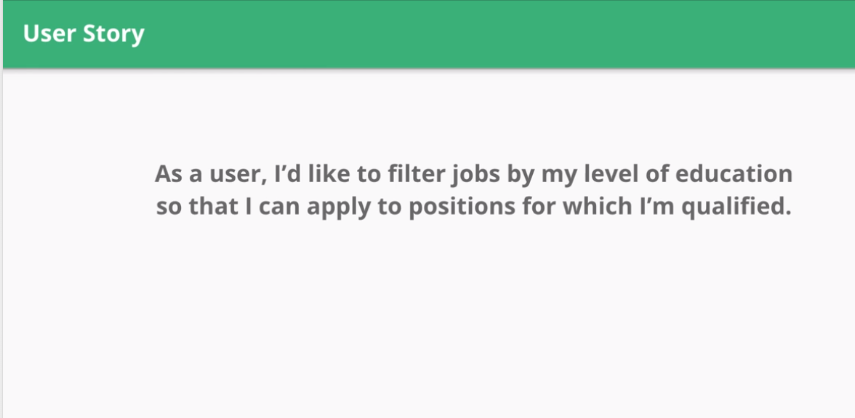 User Story
As a user, I’d like to filter jobs by my level of education
so that I can apply to positions for which I’m qualified.